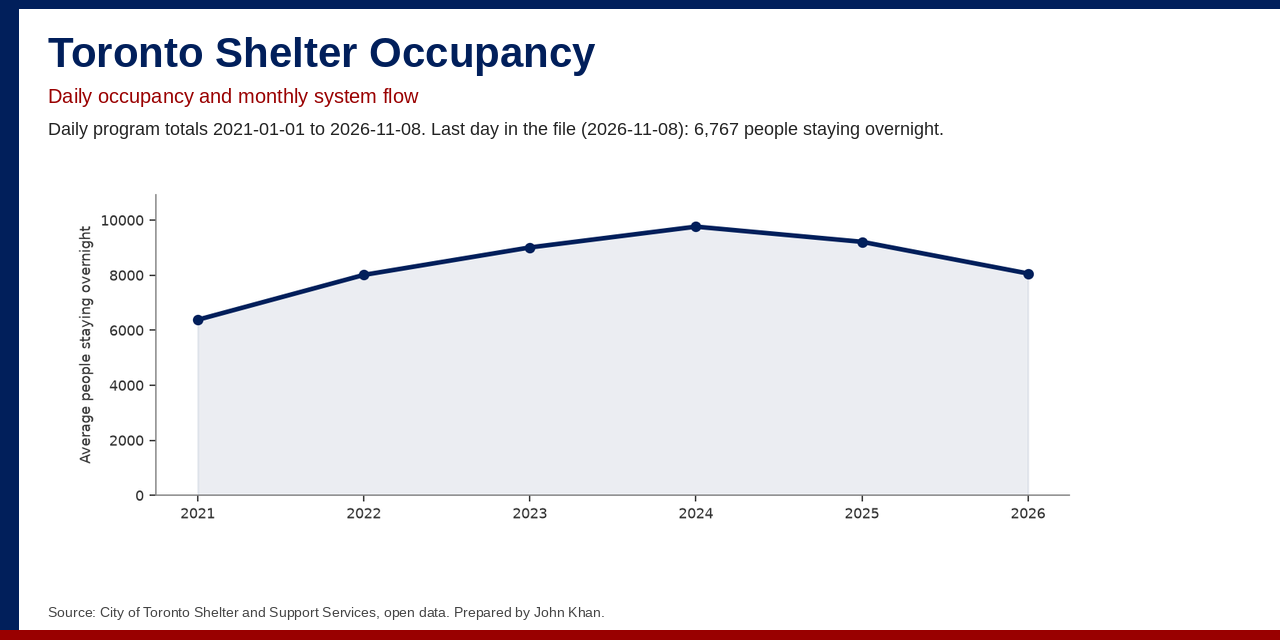 Toronto Shelter Occupancy
Daily occupancy and monthly system flow
Daily program totals 2021-01-01 to 2026-11-08. Last day in the file (2026-11-08): 6,767 people staying overnight.
Average people staying overnight
10000
8000
6000
4000
2000
0
2021 2022 2023 2024 2025 2026
Source: City of Toronto Shelter and Support Services, open data. Prepared by John Khan.